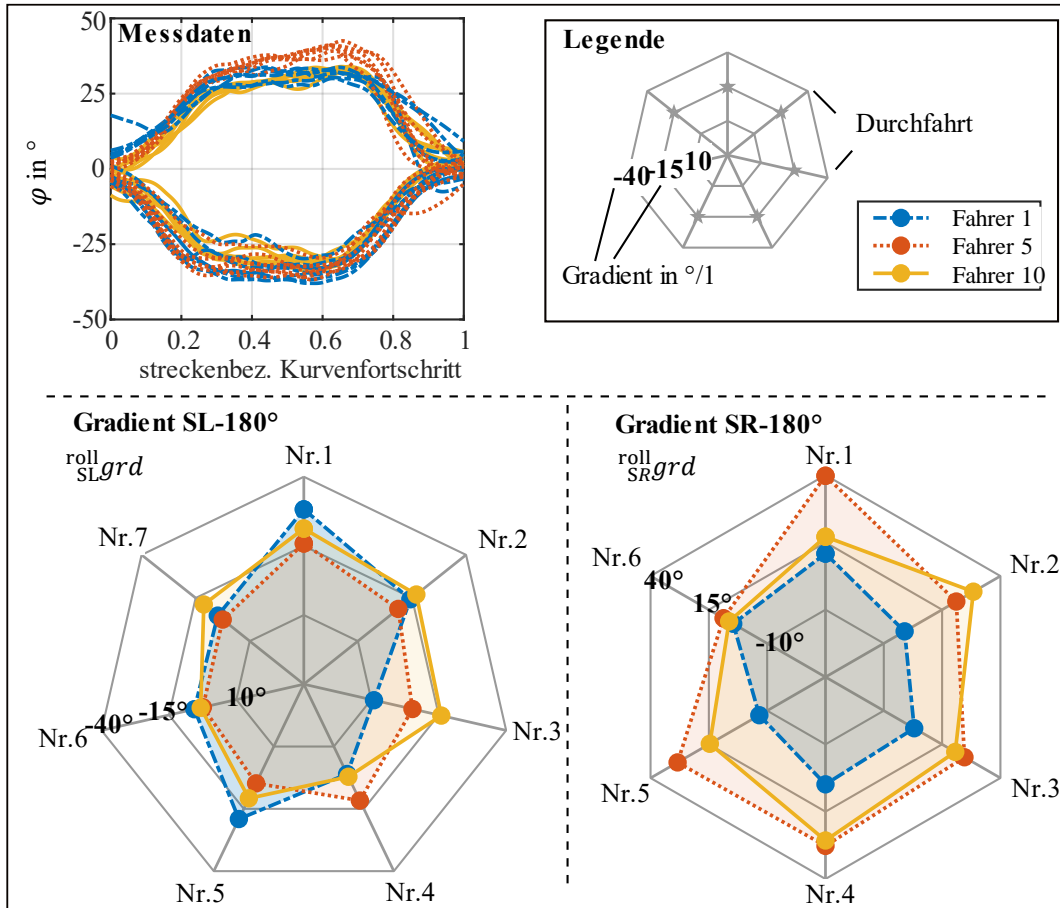 Messdaten
50
25
0
-25
-50
φ in °
0 0.2 0.4 0.6 0.8 1
streckenbez. Kurvenfortschritt
Legende
Durchfahrt
-40 -15 10
Gradient in °/1
Fahrer 1
Fahrer 5
Fahrer 10
Gradient SL-180°
roll
SL grd
Nr.1
Nr.2
Nr.3
Nr.4
Nr.5
Nr.6
Nr.7
-40° -15° 10°
Gradient SR-180°
roll
SR grd
Nr.1
Nr.2
Nr.3
Nr.4
Nr.5
Nr.6
40°
15°
-10°